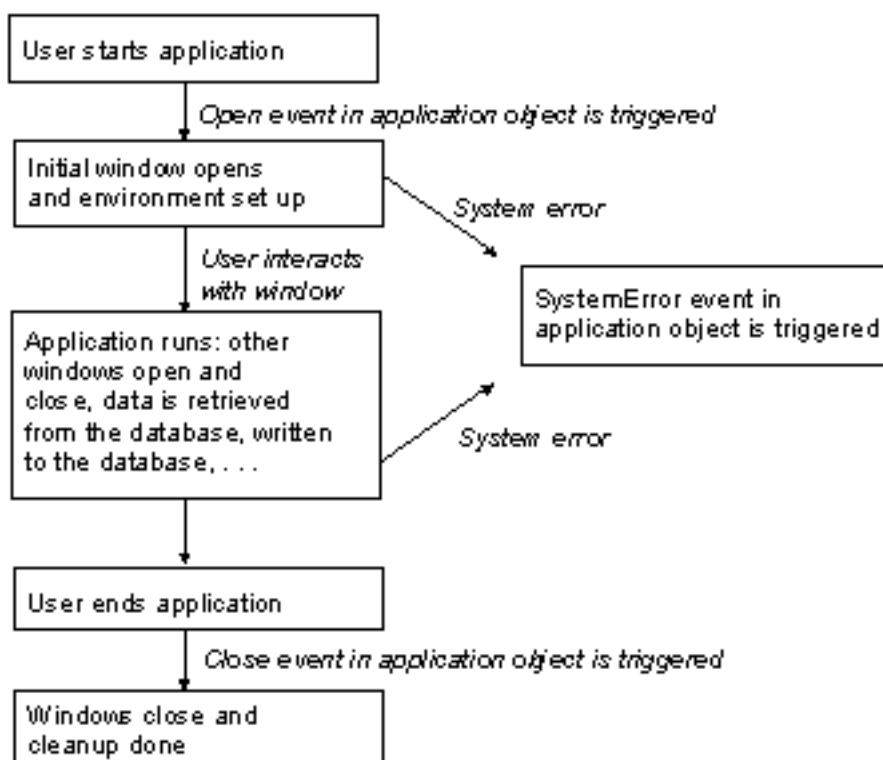 User starts application
Open event in application object is triggered
Initial window opens
and environment set up
System error
User interacts
with window
SystemError event in
application object is triggered
Application runs: other
windows open and
close, data is retrieved
from the database, written
to the database, . . .
System error
User ends application
Close event in application object is triggered
Windows close and
cleanup done